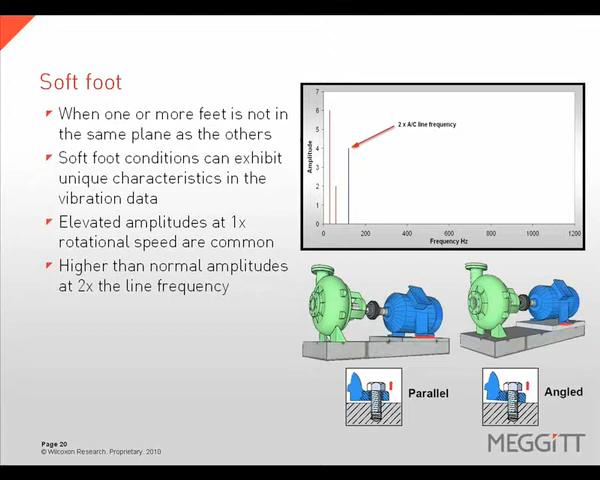 Soft foot
When one or more feet is not in
the same plane as the others
Soft foot conditions can exhibit
unique characteristics in the
vibration data
Elevated amplitudes at 1x
rotational speed are common
Higher than normal amplitudes
at 2x the line frequency
7
6
5
4
3
2
1
0
Amplitude
2 x A/C line frequency
0 200 400 600 800 1000 1200
Frequency Hz
Parallel
Angled
Page 20
© Wilcoxon Research. Proprietary. 2010
MEGGITT